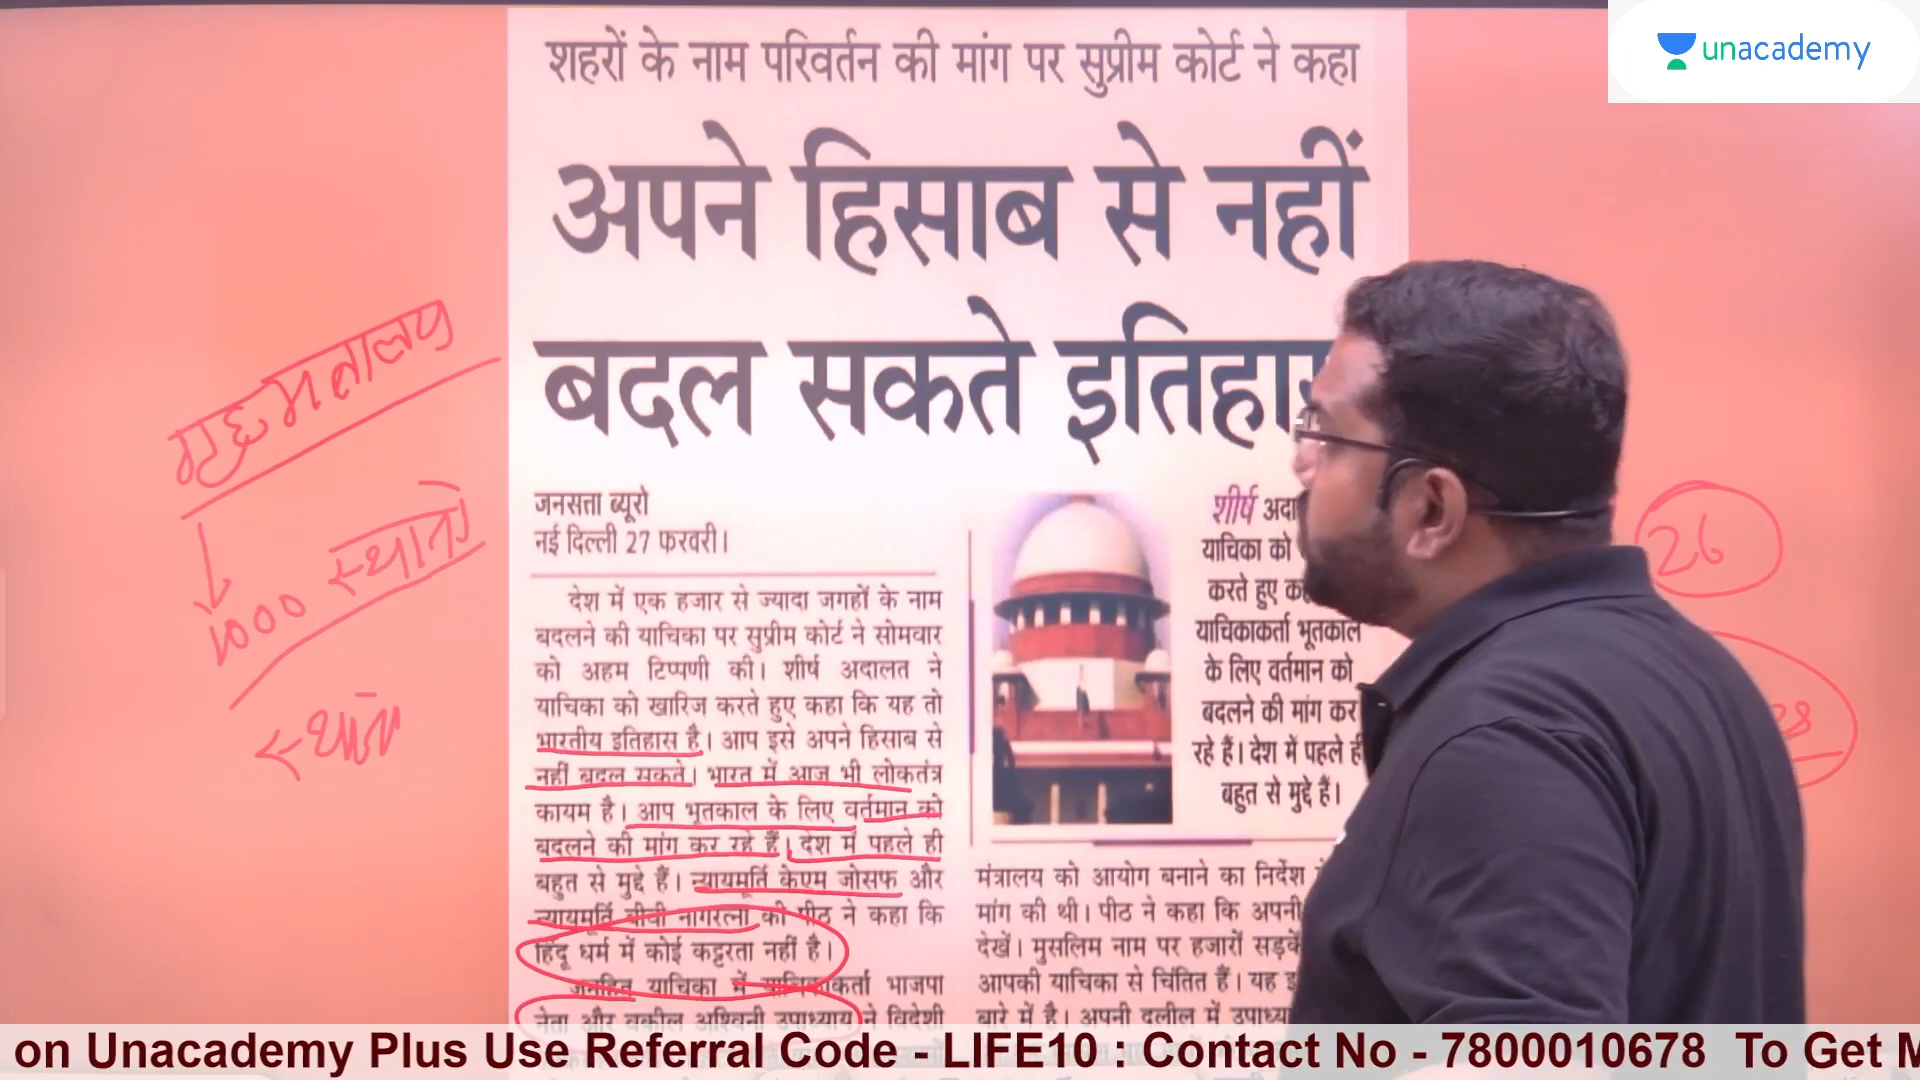 शहरों के नाम परिवर्तन की मांग पर सुप्रीम कोर्ट ने कहा
unacademy
अपने हिसाब से नहीं
बदल सकते
जनसत्ता ब्यूरो
नई दिल्ली 27 फरवरी।
देश में एक हजार से ज्यादा जगहों के नाम
बदलने की याचिका पर सुप्रीम कोर्ट ने सोमवार
को अहम टिप्पणी की। शीर्ष अदालत ने
याचिका को खारिज करते हुए कहा कि यह तो
भारतीय इतिहास है। आप इसे अपने हिसाब से
नहीं बदल सकते। भारत में आज भी लोकतंत्र
कायम है। आप भूतकाल के लिए वर्तमान को
बदलने की मांग कर रहे हैं। देश में पहले ही
बहुत से मुद्दे हैं। न्यायमूर्ति केएम जोसफ और
न्यायमूर्ति बीवी नागरत्ना की पीठ ने कहा कि
हिंदू धर्म में कोई कट्टरता नहीं है।
जनहित याचिका में याचिकाकर्ता भाजपा
नेता और वकील अश्विनी उपाध्याय ने विदेशी
शीर्ष
याचिका को
करते हुए
याचिकाकर्ता भूतकाल
के लिए वर्तमान को
बदलने की मांग कर
रहे हैं। देश में पहले ही
बहुत से मुद्दे हैं।
मंत्रालय को आयोग बनाने का निर्देश
मांग की थी। पीठ ने कहा कि अपनी
देखें। मुसलिम नाम पर हजारों सड़कें
आपकी याचिका से चिंतित हैं। यह
बारे में है। अपनी दलील में
1000 स्थानो
26
on Unacademy Plus Use Referral Code - LIFE10 : Contact No - 7800010678 To Get